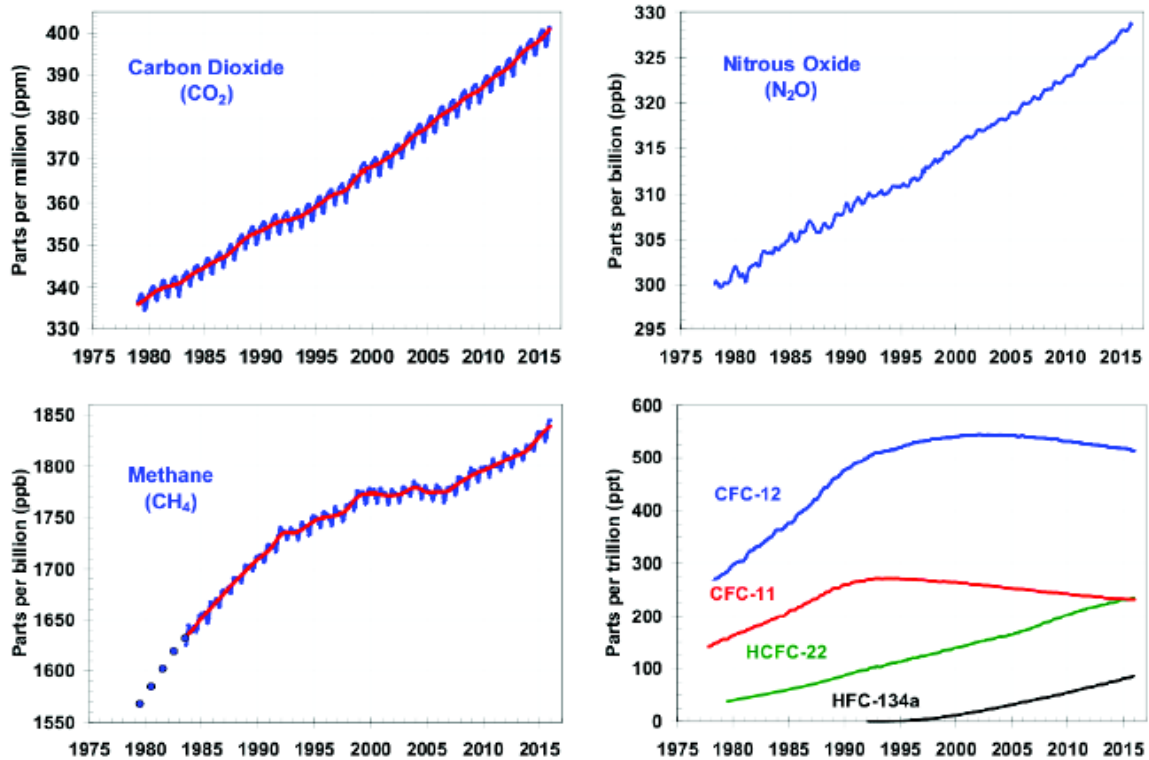 Parts per million (ppm)
400
390
380
370
360
350
340
330
Carbon Dioxide
(CO₂)
1975 1980 1985 1990 1995 2000 2005 2010 2015
Parts per billion (ppb)
330
325
320
315
310
305
300
295
Nitrous Oxide
(N₂O)
1975 1980 1985 1990 1995 2000 2005 2010 2015
Parts per billion (ppb)
1850
1800
1750
1700
1650
1600
1550
Methane
(CH₄)
1975 1980 1985 1990 1995 2000 2005 2010 2015
Parts per trillion (ppt)
600
500
400
300
200
100
0
CFC-12
CFC-11
HCFC-22
HFC-134a
1975 1980 1985 1990 1995 2000 2005 2010 2015